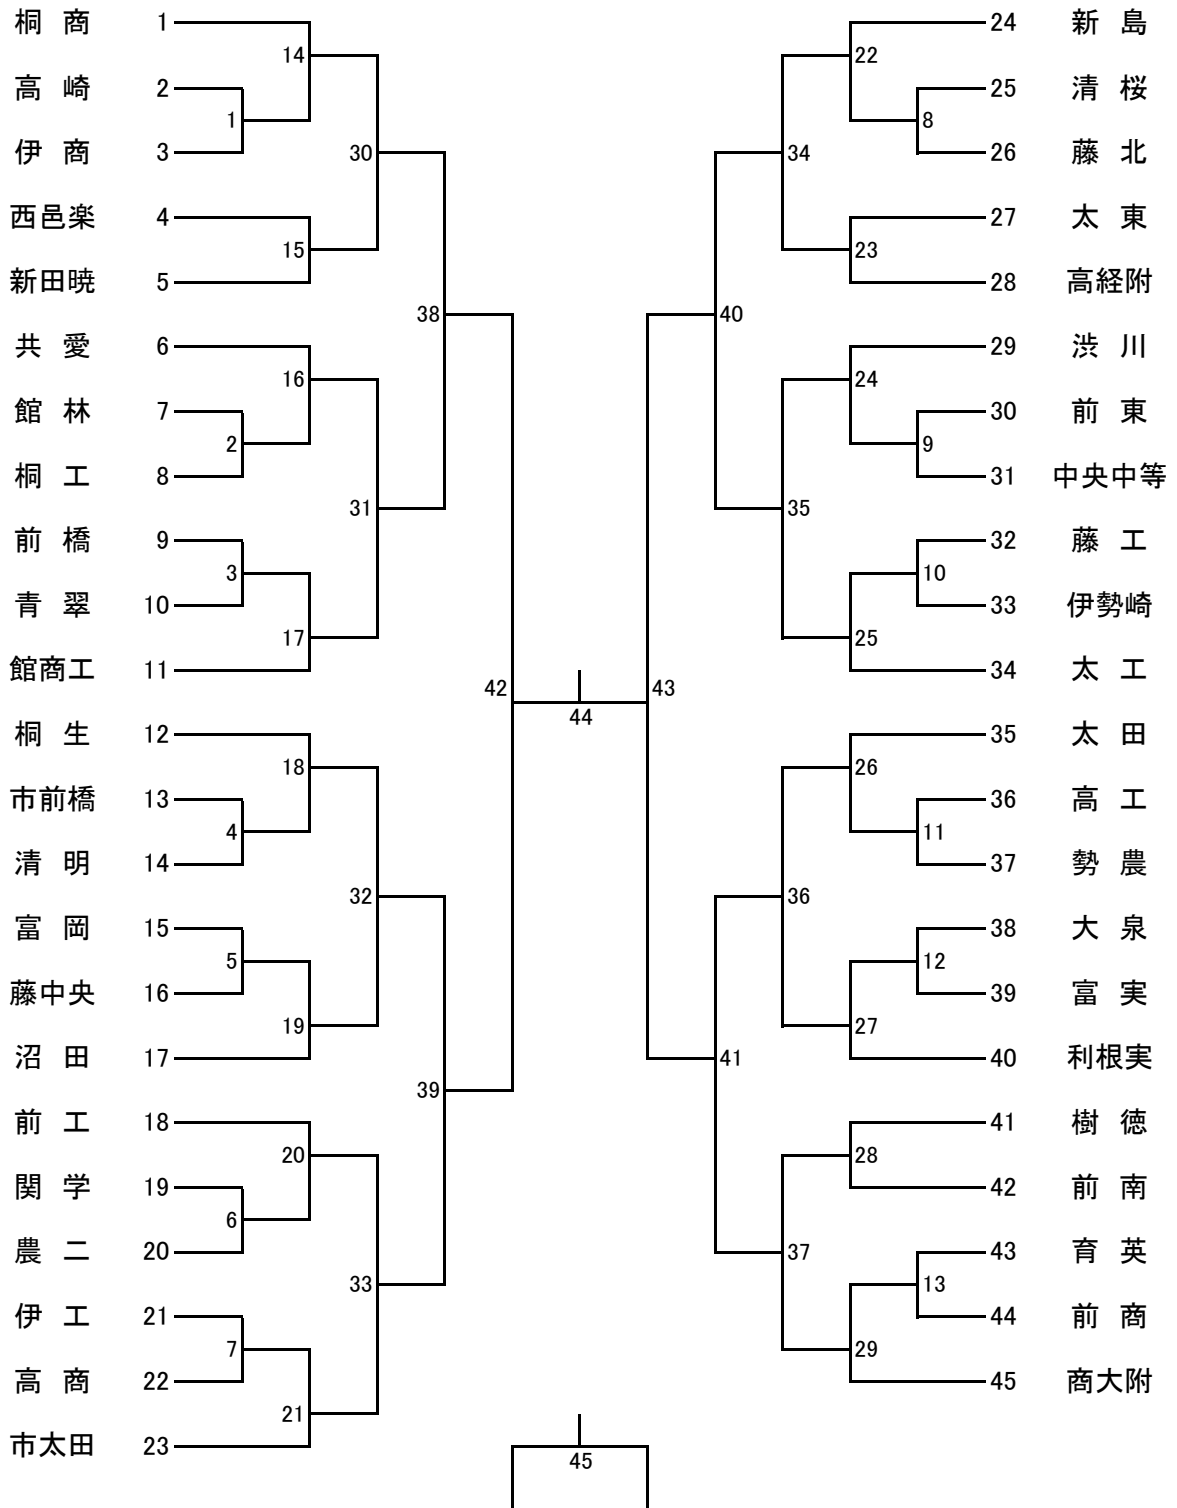 桐 商 1 24 新 島
14 22
高 崎 2 25 清 桜
1 8
伊 商 3 30 34 26 藤 北
西邑楽 4 27 太 東
15 23
新田暁 5 28 高経附
38 40
共 愛 6 29 渋 川
16 24
館 林 7 30 前 東
2 9
桐 工 8 31 中央中等
31 35
前 橋 9 32 藤 工
3 10
青 翠 10 33 伊勢崎
17 25
館商工 11 34 太 工
42 43
44
桐 生 12 35 太 田
18 26
市前橋 13 36 高 工
4 11
清 明 14 37 勢 農
32 36
富 岡 15 38 大 泉
5 12
藤中央 16 39 富 実
19 27
沼 田 17 40 利根実
41
39
前 工 18 41 樹 徳
20 28
関 学 19 42 前 南
6
農 二 20 37 43 育 英
33 13
伊 工 21 44 前 商
7 29
高 商 22 45 商大附
21
市太田 23
45